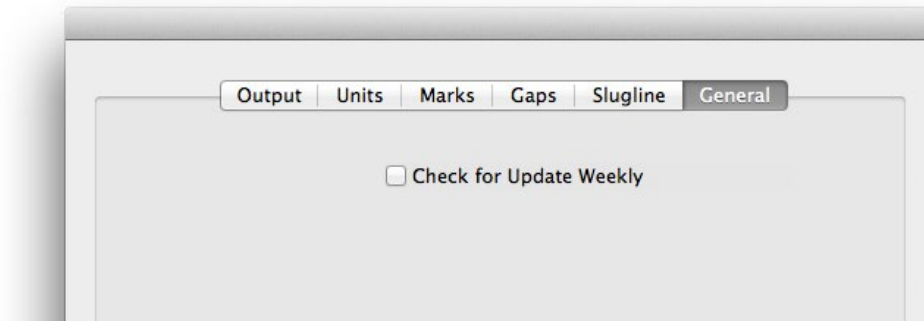 Output Units Marks Gaps Slugline General
Check for Update Weekly